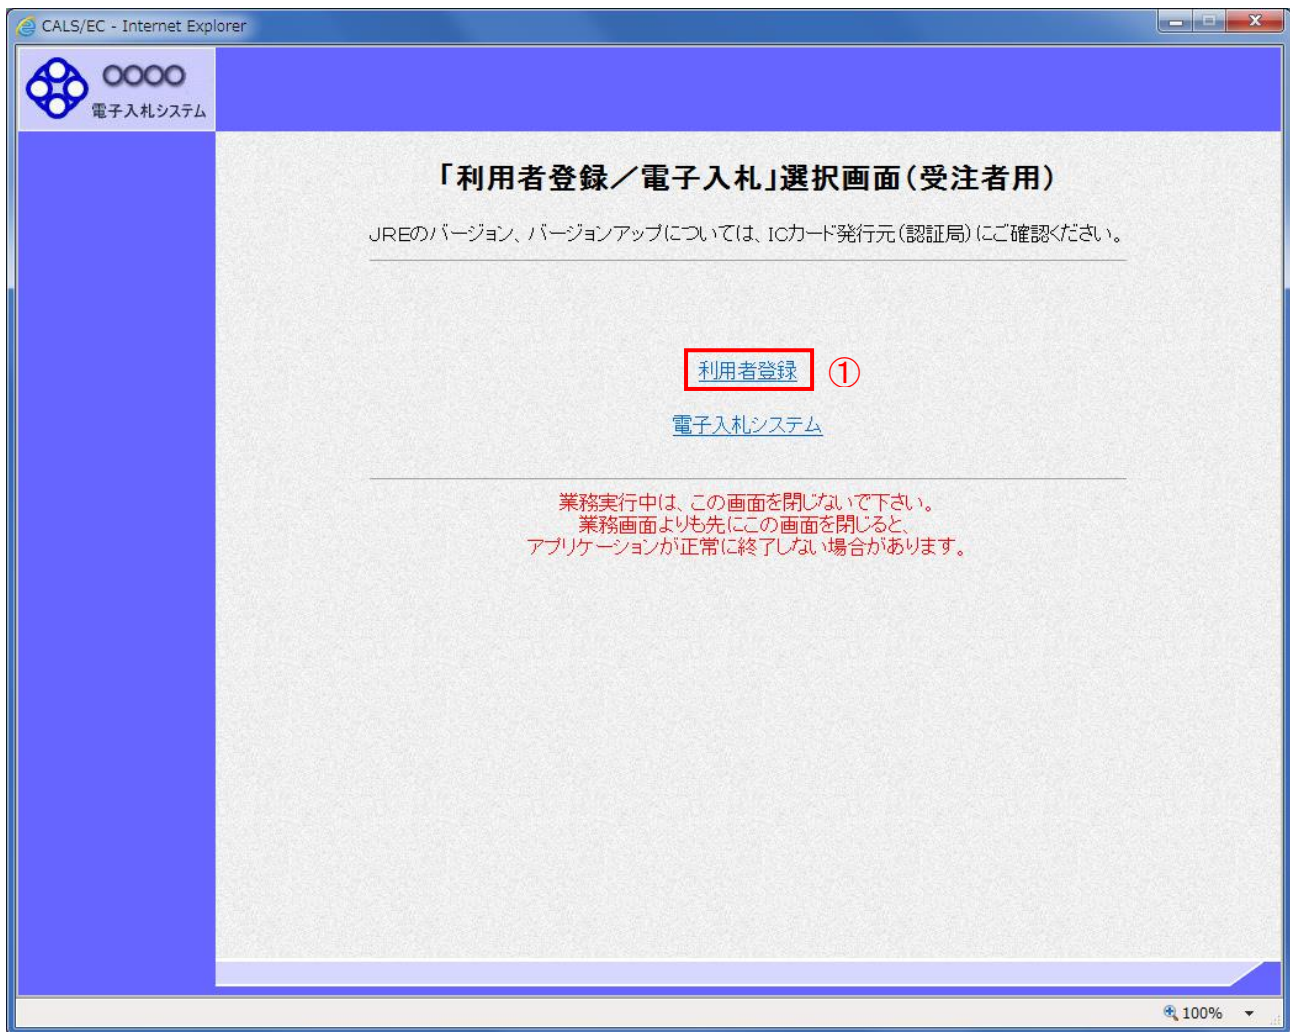 CALS/EC - Internet Explorer
〇〇〇〇
電子入札システム
「利用者登録／電子入札」選択画面（受注者用）
JREのバージョン、バージョンアップについては、ICカード発行元（認証局）にご確認ください。
利用者登録 ①
電子入札システム
業務実行中は、この画面を閉じないで下さい。
業務画面よりも先にこの画面を閉じると、
アプリケーションが正常に終了しない場合があります。
100%